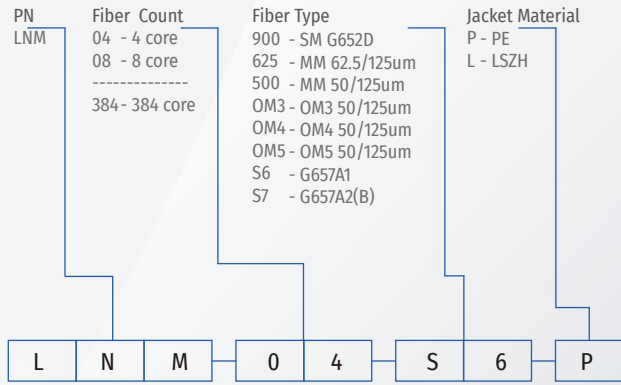 PN
LNM
Fiber Count
04 - 4 core
08 - 8 core
--------------
384 - 384 core
Fiber Type
900 - SM G652D
625 - MM 62.5/125um
500 - MM 50/125um
OM3 - OM3 50/125um
OM4 - OM4 50/125um
OM5 - OM5 50/125um
S6 - G657A1
S7 - G657A2(B)
Jacket Material
P - PE
L - LSZH
L N M - 0 4 - S 6 - P